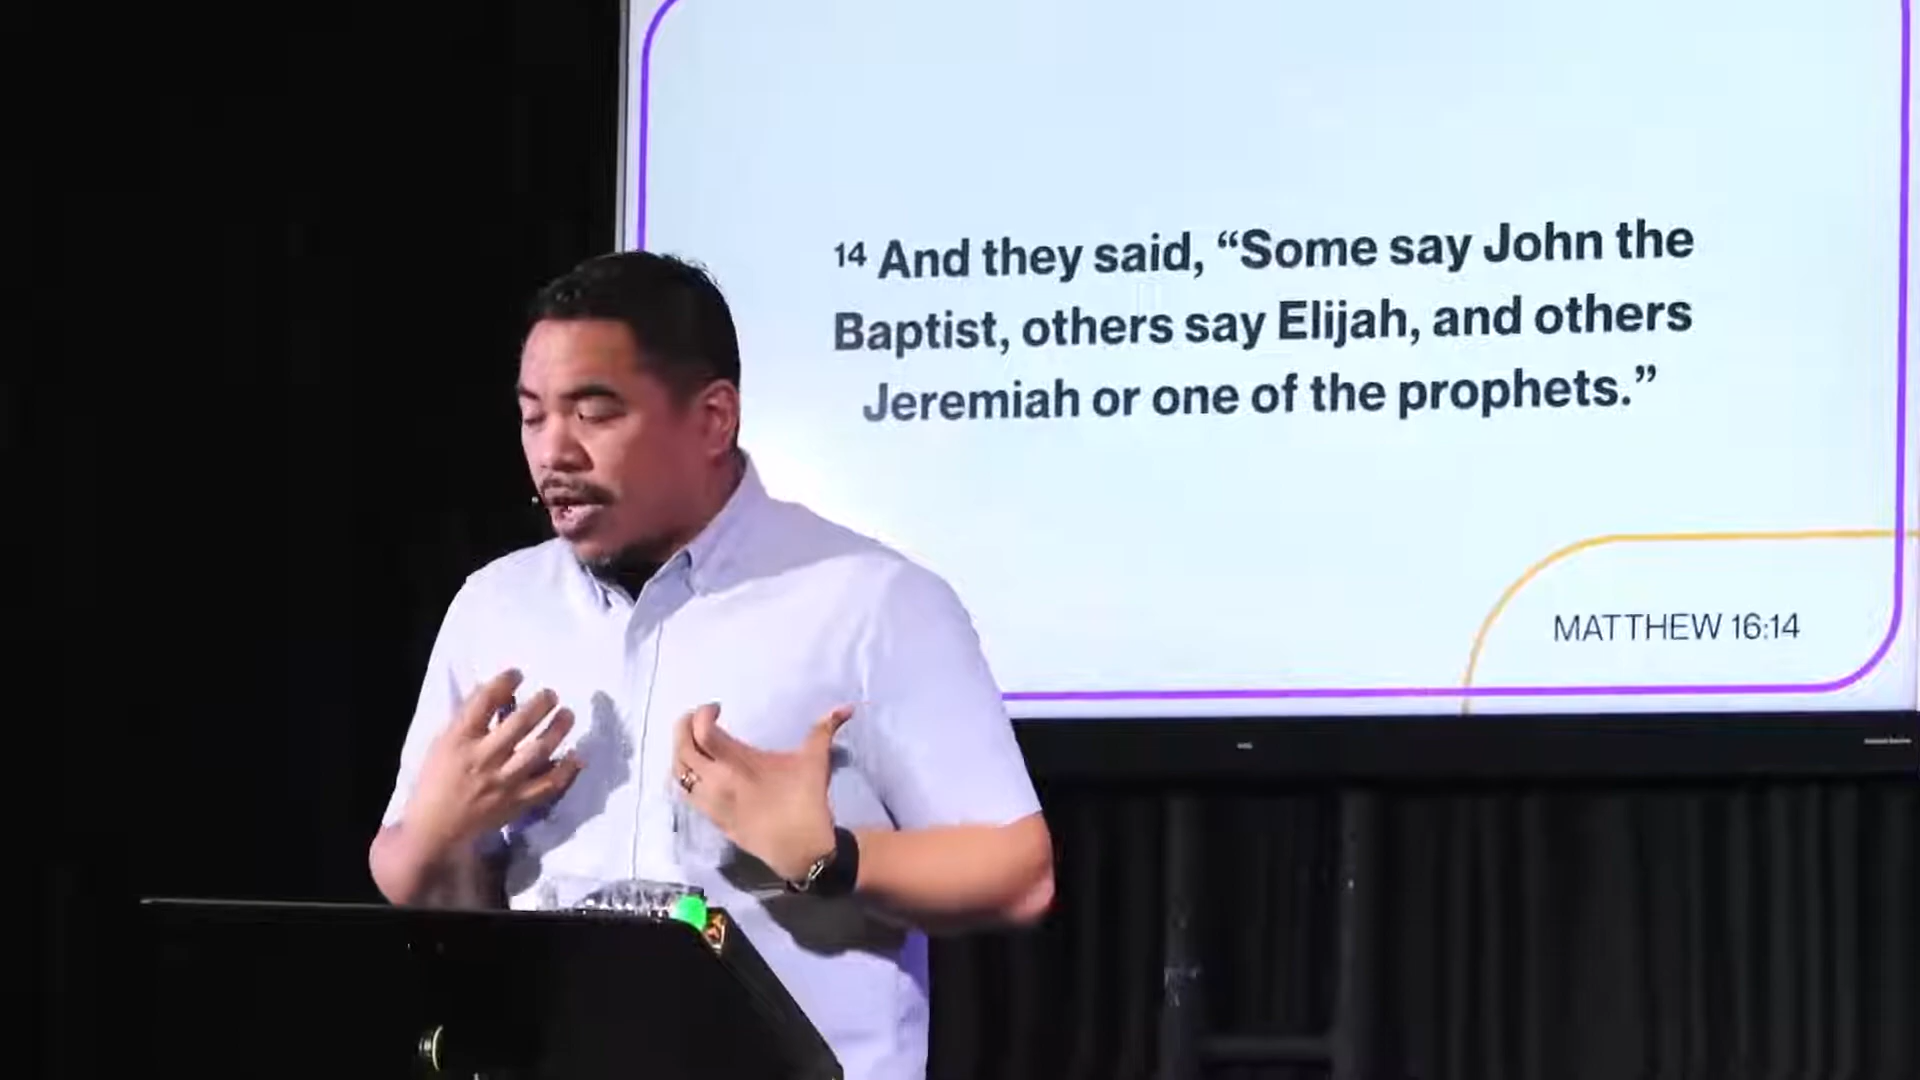 14 And they said, “Some say John the
Baptist, others say Elijah, and others
Jeremiah or one of the prophets.”
MATTHEW 16:14